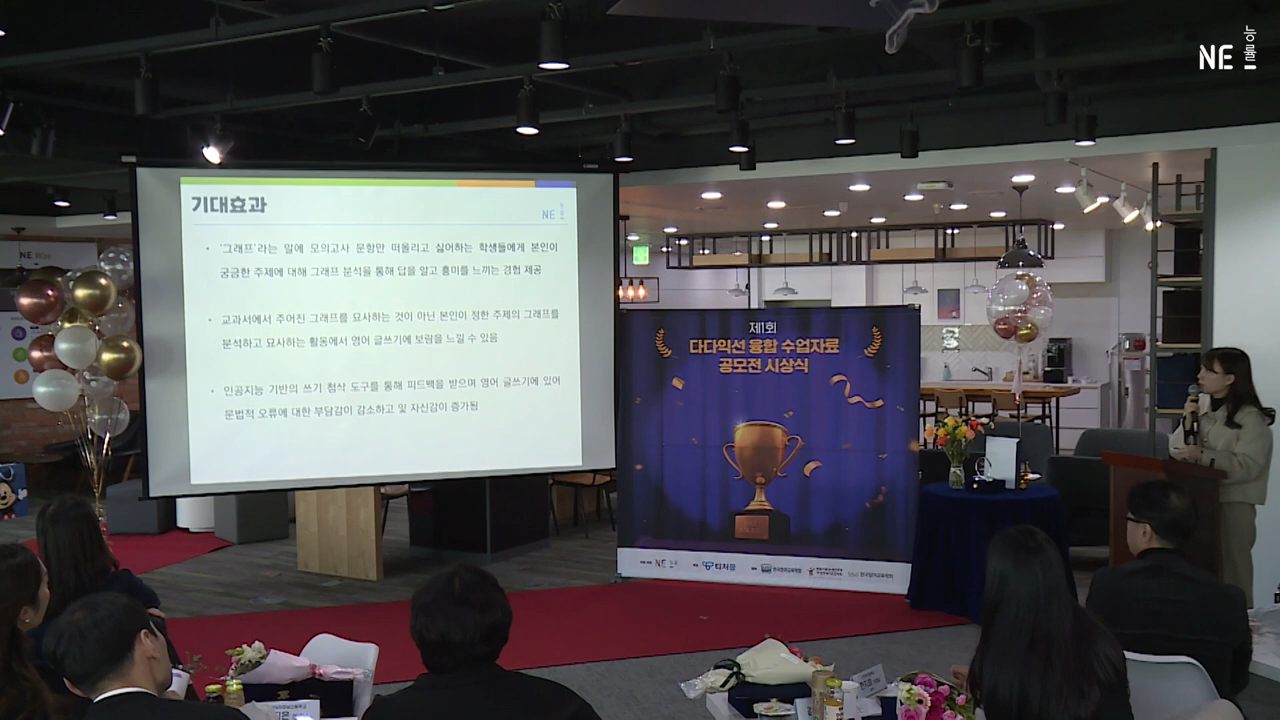 NE 능률
기대효과
NE 능률
• '그래프'라는 말에 모의고사 문항만 떠올리고 싫어하는 학생들에게 본인이
궁금한 주제에 대해 그래프 분석을 통해 답을 알고 흥미를 느끼는 경험 제공
• 교과서에서 주어진 그래프를 묘사하는 것이 아닌 본인이 정한 주제의 그래프를
분석하고 묘사하는 활동에서 영어 글쓰기에 보람을 느낄 수 있음
• 인공지능 기반의 쓰기 첨삭 도구를 통해 피드백을 받으며 영어 글쓰기에 있어
문법적 오류에 대한 부담감이 감소하고 및 자신감이 증가됨
제1회
다다익선 융합 수업자료
공모전 시상식
NE 능률
티처몰
NE